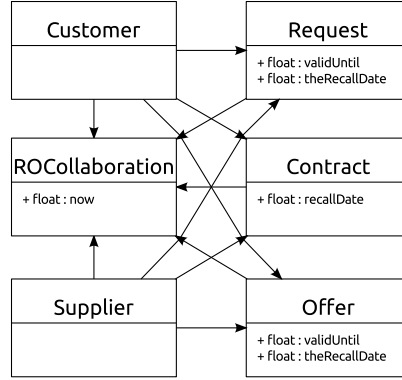 Customer
Request
+ float : validUntil
+ float : theRecallDate
ROCollaboration
+ float : now
Contract
+ float : recallDate
Supplier
Offer
+ float : validUntil
+ float : theRecallDate